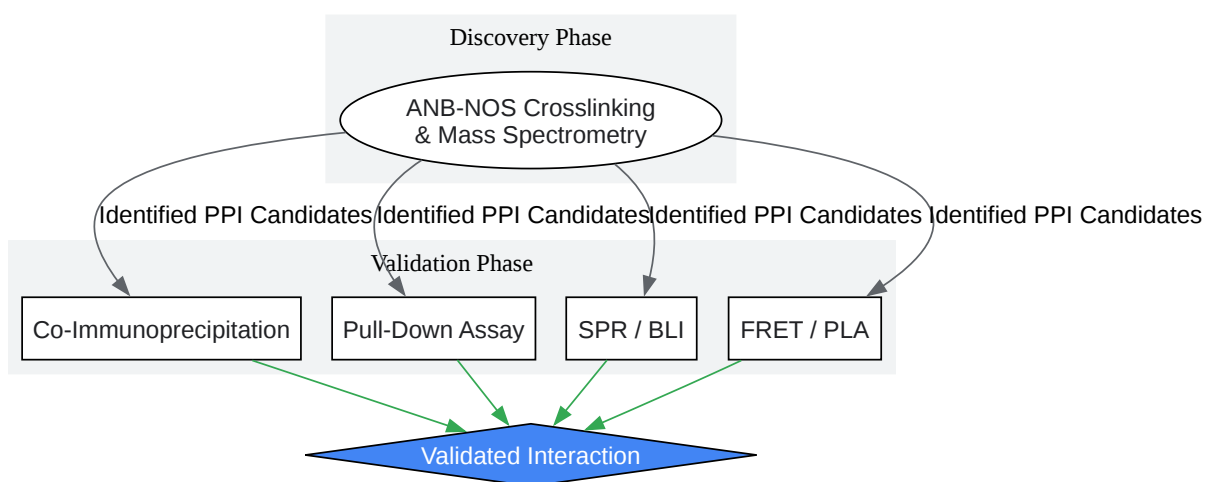 Discovery Phase
ANB-NOS Crosslinking
& Mass Spectrometry
Identified PPI Candidates
Identified PPI Candidates
Identified PPI Candidates
Identified PPI Candidates
Validation Phase
Co-Immunoprecipitation
Pull-Down Assay
SPR / BLI
FRET / PLA
Validated Interaction